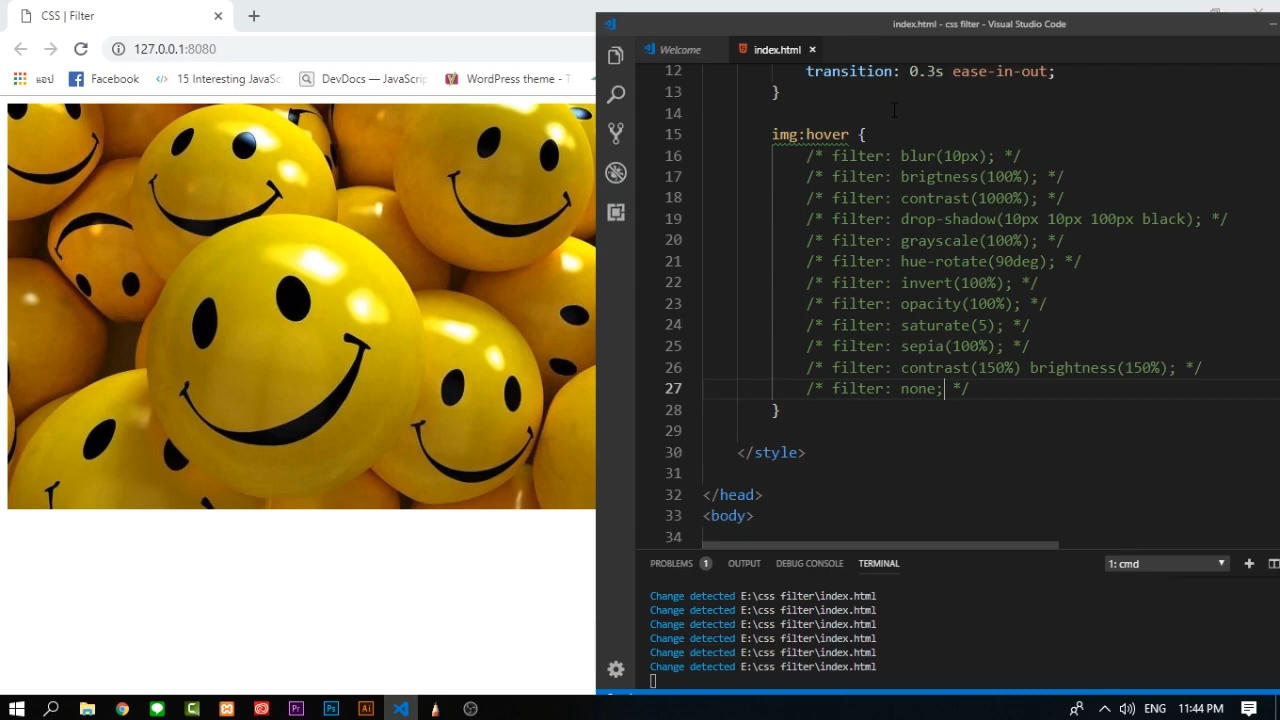 CSS | Filter
127.0.0.1:8080
แอป Facebook 15 Interesting JavaSc DevDocs — JavaScrip WordPress theme - T
index.html - css filter - Visual Studio Code
Welcome index.html
12 transition: 0.3s ease-in-out;
13 }
14
15 img:hover {
16 /* filter: blur(10px); */
17 /* filter: brigtness(100%); */
18 /* filter: contrast(1000%); */
19 /* filter: drop-shadow(10px 10px 100px black); */
20 /* filter: grayscale(100%); */
21 /* filter: hue-rotate(90deg); */
22 /* filter: invert(100%); */
23 /* filter: opacity(100%); */
24 /* filter: saturate(5); */
25 /* filter: sepia(100%); */
26 /* filter: contrast(150%) brightness(150%); */
27 /* filter: none; */
28 }
29
30 </style>
31
32 </head>
33 <body>
34
PROBLEMS 1 OUTPUT DEBUG CONSOLE TERMINAL 1: cmd
Change detected E:\css filter\index.html
Change detected E:\css filter\index.html
Change detected E:\css filter\index.html
Change detected E:\css filter\index.html
Change detected E:\css filter\index.html
Change detected E:\css filter\index.html
Pr Ps Ai ENG 11:44 PM